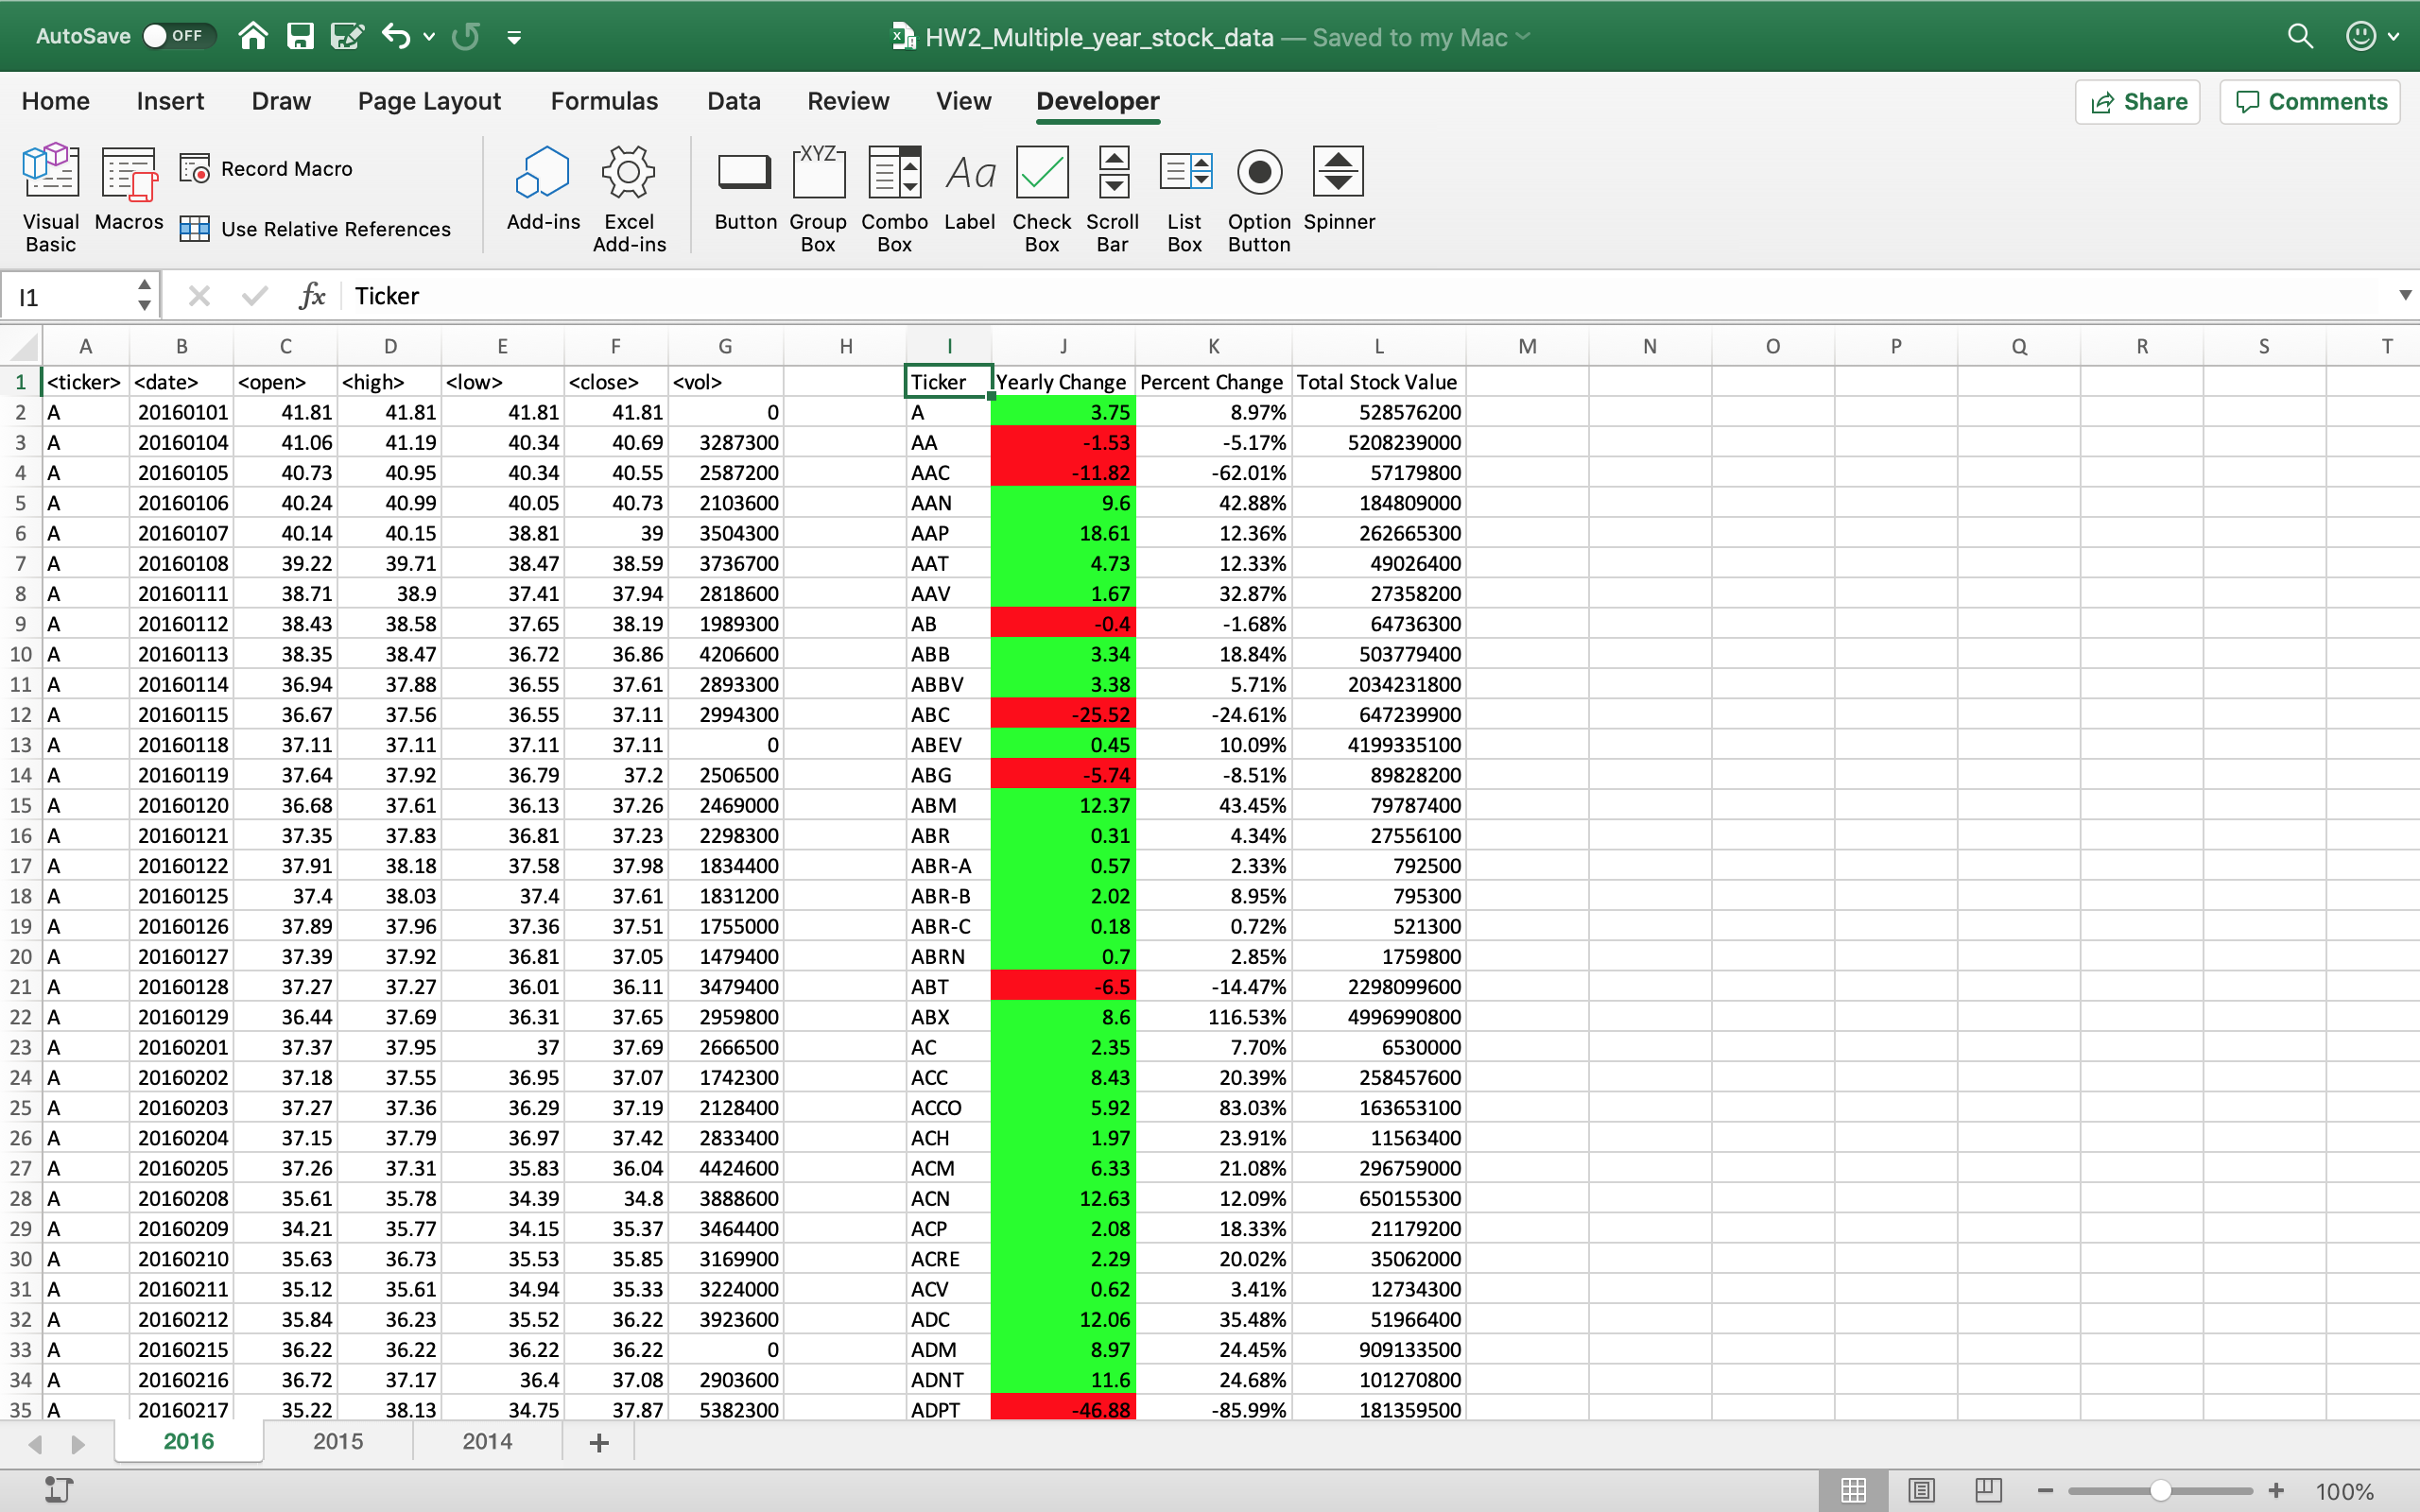 AutoSave OFF HW2_Multiple_year_stock_data — Saved to my Mac
Home Insert Draw Page Layout Formulas Data Review View Developer Share Comments
Visual Basic Macros Record Macro Use Relative References Add-ins Excel Add-ins Button XYZ Group Box Combo Box Aa Label Check Box Scroll Bar List Box Option Button Spinner
I1 fx Ticker
A B C D E F G H I J K L M N O P Q R S T
1 <ticker> <date> <open> <high> <low> <close> <vol> Ticker Yearly Change Percent Change Total Stock Value
2 A 20160101 41.81 41.81 41.81 41.81 0 A 3.75 8.97% 528576200
3 A 20160104 41.06 41.19 40.34 40.69 3287300 AA -1.53 -5.17% 5208239000
4 A 20160105 40.73 40.95 40.34 40.55 2587200 AAC -11.82 -62.01% 57179800
5 A 20160106 40.24 40.99 40.05 40.73 2103600 AAN 9.6 42.88% 184809000
6 A 20160107 40.14 40.15 38.81 39 3504300 AAP 18.61 12.36% 262665300
7 A 20160108 39.22 39.71 38.47 38.59 3736700 AAT 4.73 12.33% 49026400
8 A 20160111 38.71 38.9 37.41 37.94 2818600 AAV 1.67 32.87% 27358200
9 A 20160112 38.43 38.58 37.65 38.19 1989300 AB -0.4 -1.68% 64736300
10 A 20160113 38.35 38.47 36.72 36.86 4206600 ABB 3.34 18.84% 503779400
11 A 20160114 36.94 37.88 36.55 37.61 2893300 ABBV 3.38 5.71% 2034231800
12 A 20160115 36.67 37.56 36.55 37.11 2994300 ABC -25.52 -24.61% 647239900
13 A 20160118 37.11 37.11 37.11 37.11 0 ABEV 0.45 10.09% 4199335100
14 A 20160119 37.64 37.92 36.79 37.2 2506500 ABG -5.74 -8.51% 89828200
15 A 20160120 36.68 37.61 36.13 37.26 2469000 ABM 12.37 43.45% 79787400
16 A 20160121 37.35 37.83 36.81 37.23 2298300 ABR 0.31 4.34% 27556100
17 A 20160122 37.91 38.18 37.58 37.98 1834400 ABR-A 0.57 2.33% 792500
18 A 20160125 37.4 38.03 37.4 37.61 1831200 ABR-B 2.02 8.95% 795300
19 A 20160126 37.89 37.96 37.36 37.51 1755000 ABR-C 0.18 0.72% 521300
20 A 20160127 37.39 37.92 36.81 37.05 1479400 ABRN 0.7 2.85% 1759800
21 A 20160128 37.27 37.27 36.01 36.11 3479400 ABT -6.5 -14.47% 2298099600
22 A 20160129 36.44 37.69 36.31 37.65 2959800 ABX 8.6 116.53% 4996990800
23 A 20160201 37.37 37.95 37 37.69 2666500 AC 2.35 7.70% 6530000
24 A 20160202 37.18 37.55 36.95 37.07 1742300 ACC 8.43 20.39% 258457600
25 A 20160203 37.27 37.36 36.29 37.19 2128400 ACCO 5.92 83.03% 163653100
26 A 20160204 37.15 37.79 36.97 37.42 2833400 ACH 1.97 23.91% 11563400
27 A 20160205 37.26 37.31 35.83 36.04 4424600 ACM 6.33 21.08% 296759000
28 A 20160208 35.61 35.78 34.39 34.8 3888600 ACN 12.63 12.09% 650155300
29 A 20160209 34.21 35.77 34.15 35.37 3464400 ACP 2.08 18.33% 21179200
30 A 20160210 35.63 36.73 35.53 35.85 3169900 ACRE 2.29 20.02% 35062000
31 A 20160211 35.12 35.61 34.94 35.33 3224000 ACV 0.62 3.41% 12734300
32 A 20160212 35.84 36.23 35.52 36.22 3923600 ADC 12.06 35.48% 51966400
33 A 20160215 36.22 36.22 36.22 36.22 0 ADM 8.97 24.45% 909133500
34 A 20160216 36.72 37.17 36.4 37.08 2903600 ADNT 11.6 24.68% 101270800
35 A 20160217 35.22 38.13 34.75 37.87 5382300 ADPT -46.88 -85.99% 181359500
2016 2015 2014 +
100%